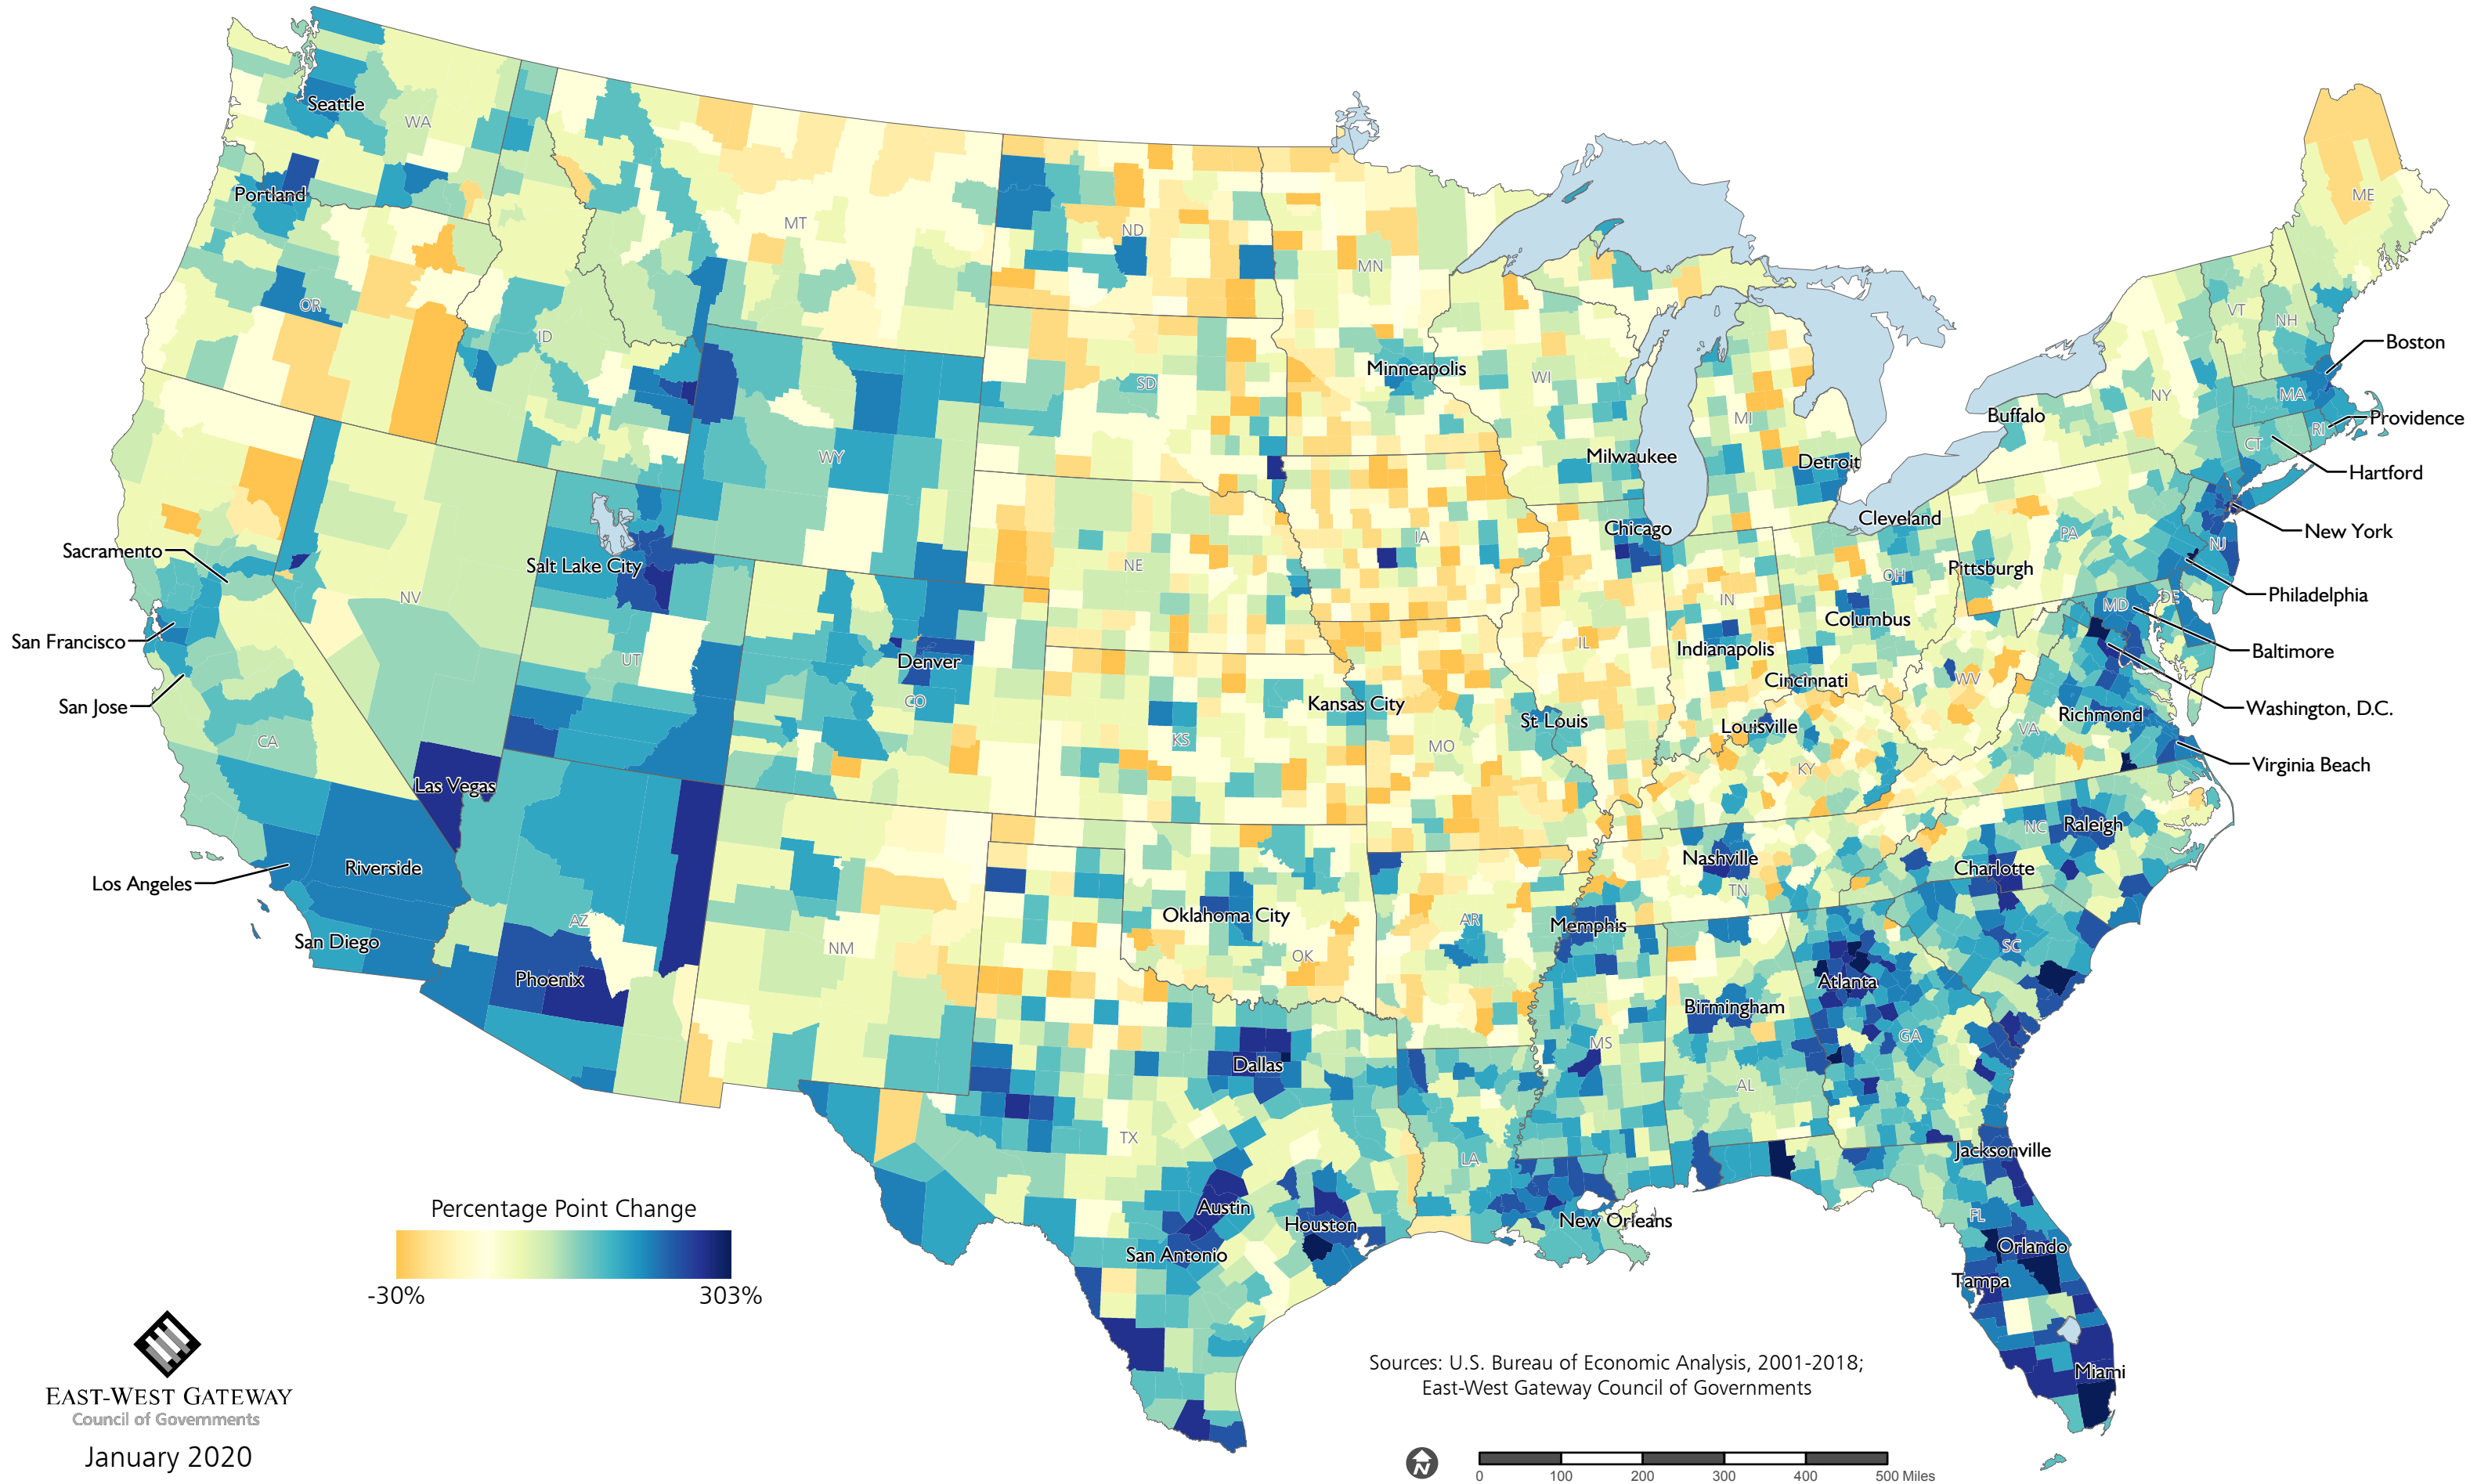 Seattle
WA
Portland
OR
ID
MT
ND
MN
Minneapolis
SD
WI
MI
ME
VT
NH
NY
Boston
MA
Buffalo
RI
Providence
CT
Hartford
WY
Milwaukee
Detroit
Chicago
Cleveland
New York
NJ
PA
IA
NE
Sacramento
Salt Lake City
NV
OH
Pittsburgh
Philadelphia
IN
Columbus
MD
DE
San Francisco
UT
Denver
IL
Indianapolis
Baltimore
Cincinnati
WV
San Jose
CO
Kansas City
St Louis
Louisville
Richmond
Washington, D.C.
CA
KS
MO
KY
VA
Virginia Beach
Las Vegas
NC
Raleigh
Los Angeles
Riverside
Nashville
Charlotte
TN
AZ
Oklahoma City
AR
Memphis
San Diego
NM
OK
SC
Phoenix
Atlanta
Birmingham
GA
Dallas
MS
AL
TX
LA
Jacksonville
Austin
Houston
New Orleans
FL
San Antonio
Orlando
Tampa
Miami
Percentage Point Change
-30%
303%
EAST-WEST GATEWAY
Council of Governments
January 2020
Sources: U.S. Bureau of Economic Analysis, 2001-2018;
East-West Gateway Council of Governments
N
0 100 200 300 400 500 Miles